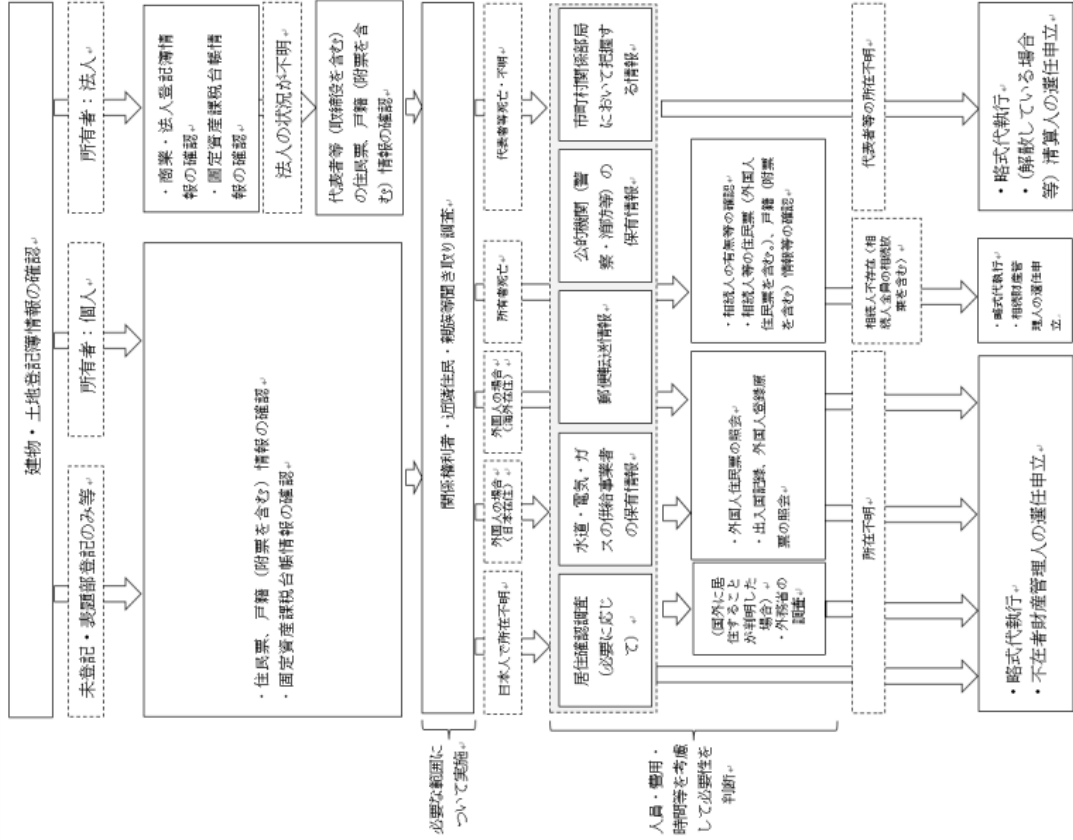 建物・土地登記簿情報の確認
未登記・表題部登記のみ等
所有者：個人
所有者：法人
・住民票、戸籍（附票を含む）情報の確認
・固定資産課税台帳情報の確認
・商業・法人登記簿情
報の確認
・固定資産課税台帳情
報の確認
法人の状況が不明
代表者等（取締役を含む）
の住民票、戸籍（附票を含
む）情報の確認
必要な範囲に
ついて実施
関係権利者・近隣住民・親族等聞き取り調査
日本人で所在不明
外国人の場合
（日本在住）
外国人の場合
（海外在住）
所有者死亡
代表者等死亡・不明
人員・費用・
時間等を考慮
して必要性を
判断
居住確認調査
（必要に応じ
て）
水道・電気・ガ
スの供給事業者
の保有情報
郵便転送情報
公的機関（警
察・消防等）の
保有情報
市町村関係部局
において把握す
る情報
（国外に居
住すること
が判明した
場合）
・外務省の
調査
・外国人住民票の照会
・出入国記録、外国人登録原
票の照会
・相続人の有無等の確認
・相続人等の住民票（外国人
住民票を含む。）、戸籍（附票
を含む）情報等の確認
所在不明
相続人不存在（相
続人全員の相続放
棄を含む）
代表者等の所在不明
・略式代執行
・不在者財産管理人の選任申立
・略式代執行
・相続財産管
理人の選任申
立
・略式代執行
・（解散している場合
等）清算人の選任申立